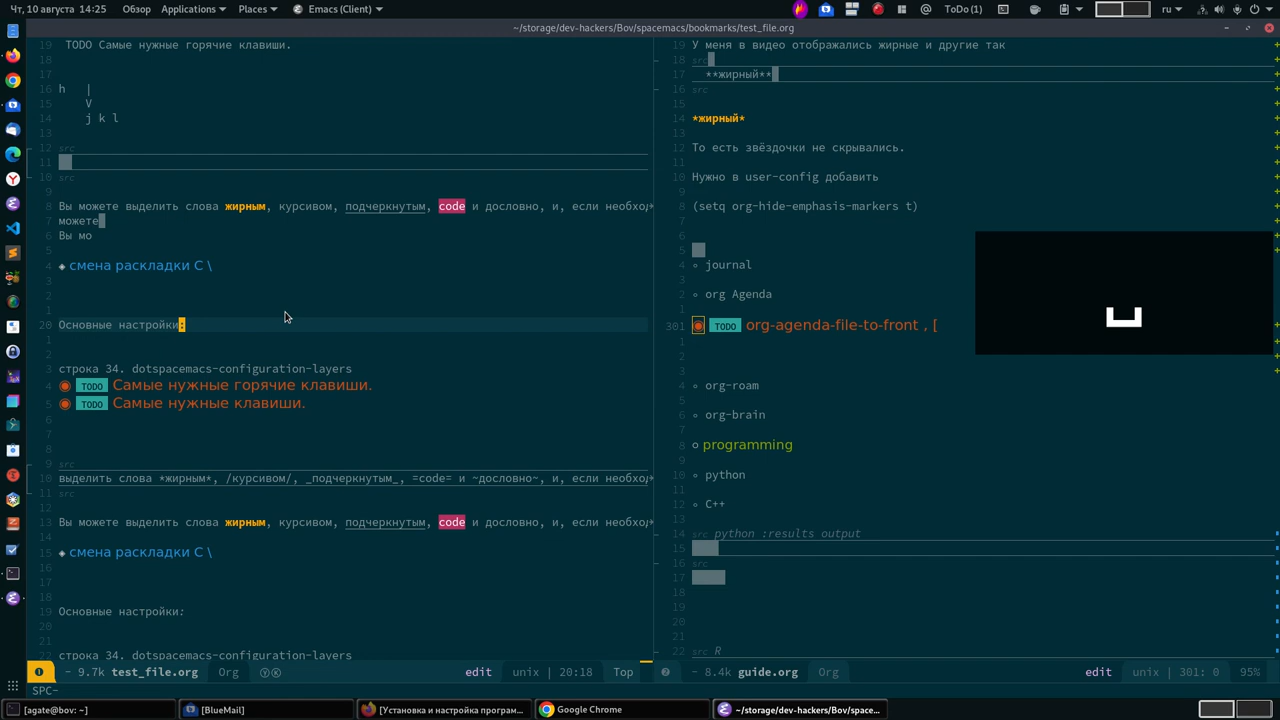 Чт, 10 августа 14:25
Обзор
Applications
Places
Emacs (Client)
ToDo (1)
ru
~/storage/dev-hackers/Bov/spacemacs/bookmarks/test_file.org
19 TODO Самые нужные горячие клавиши.
18
17
16 h |
15 V
14 j k l
13
12 src
11
10 src
9
8 Вы можете выделить слова жирным, курсивом, подчеркнутым, code и дословно, и, если необход
7 можете
6 Вы мо
5
4 ◈ смена раскладки C \
3
2
1
20 Основные настройки:
1
2
3 строка 34. dotspacemacs-configuration-layers
4 ◉ TODO Самые нужные горячие клавиши.
5 ◉ TODO Самые нужные клавиши.
6
7
8
9 src
10 выделить слова *жирным*, /курсивом/, _подчеркнутым_, =code= и ~дословно~, и, если необход
11 src
12
13 Вы можете выделить слова жирным, курсивом, подчеркнутым, code и дословно, и, если необход
14
15 ◈ смена раскладки C \
16
17
18
19 Основные настройки:
20
21
22 строка 34. dotspacemacs-configuration-layers
❶ - 9.7k test_file.org Org ⓎⓀ edit unix | 20:18 Top
SPC-
19 У меня в видео отображались жирные и другие так
18 src
17 **жирный**
16 src
15
14 *жирный*
13
12 То есть звёздочки не скрывались.
11
10 Нужно в user-config добавить
9
8 (setq org-hide-emphasis-markers t)
7
6
5
4 ◦ journal
3
2 ◦ org Agenda
1
301 ◉ TODO org-agenda-file-to-front , [
1
2
3
4 ◦ org-roam
5
6 ◦ org-brain
7
8 ○ programming
9
10 ◦ python
11
12 ◦ C++
13
14 src python :results output
15
16 src
17
18
19
20
21
22 src R
❷ - 8.4k guide.org Org edit unix | 301: 0 95%
[agate@bov: ~]
[BlueMail]
[Установка и настройка програм...
Google Chrome
~/storage/dev-hackers/Bov/space...